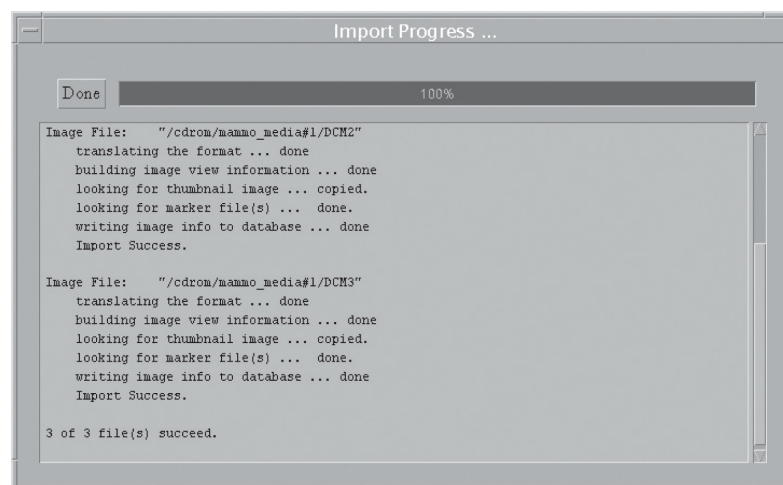 Import Progress ...
Done
100%
Image File: "/cdrom/mammo_media#1/DCM2"
translating the format ... done
building image view information ... done
looking for thumbnail image ... copied.
looking for marker file(s) ... done.
writing image info to database ... done
Import Success.
Image File: "/cdrom/mammo_media#1/DCM3"
translating the format ... done
building image view information ... done
looking for thumbnail image ... copied.
looking for marker file(s) ... done.
writing image info to database ... done
Import Success.
3 of 3 file(s) succeed.